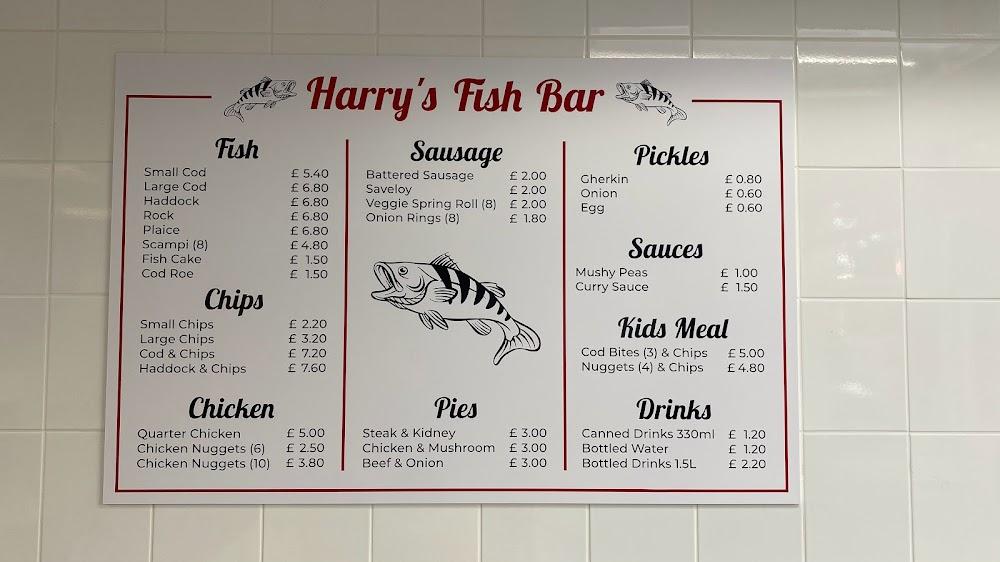 Harry's Fish Bar
Fish
Small Cod £ 5.40
Large Cod £ 6.80
Haddock £ 6.80
Rock £ 6.80
Plaice £ 6.80
Scampi (8) £ 4.80
Fish Cake £ 1.50
Cod Roe £ 1.50
Chips
Small Chips £ 2.20
Large Chips £ 3.20
Cod & Chips £ 7.20
Haddock & Chips £ 7.60
Chicken
Quarter Chicken £ 5.00
Chicken Nuggets (6) £ 2.50
Chicken Nuggets (10) £ 3.80
Sausage
Battered Sausage £ 2.00
Saveloy £ 2.00
Veggie Spring Roll (8) £ 2.00
Onion Rings (8) £ 1.80
Pies
Steak & Kidney £ 3.00
Chicken & Mushroom £ 3.00
Beef & Onion £ 3.00
Pickles
Gherkin £ 0.80
Onion £ 0.60
Egg £ 0.60
Sauces
Mushy Peas £ 1.00
Curry Sauce £ 1.50
Kids Meal
Cod Bites (3) & Chips £ 5.00
Nuggets (4) & Chips £ 4.80
Drinks
Canned Drinks 330ml £ 1.20
Bottled Water £ 1.20
Bottled Drinks 1.5L £ 2.20